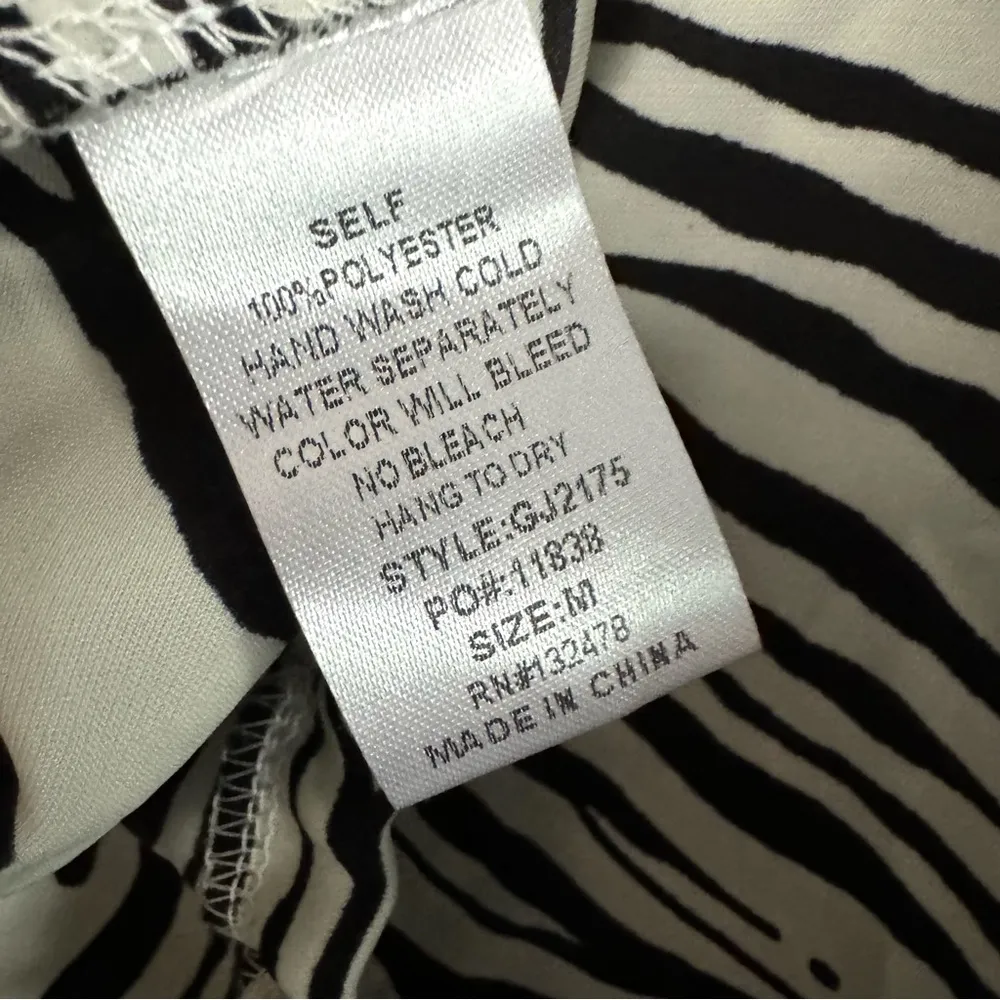 SELF
100%POLYESTER
HAND WASH COLD
WATER SEPARATELY
COLOR WILL BLEED
NO BLEACH
HANG TO DRY
STYLE:GJ2175
PO#:11838
SIZE:M
RN#132478
MADE IN CHINA